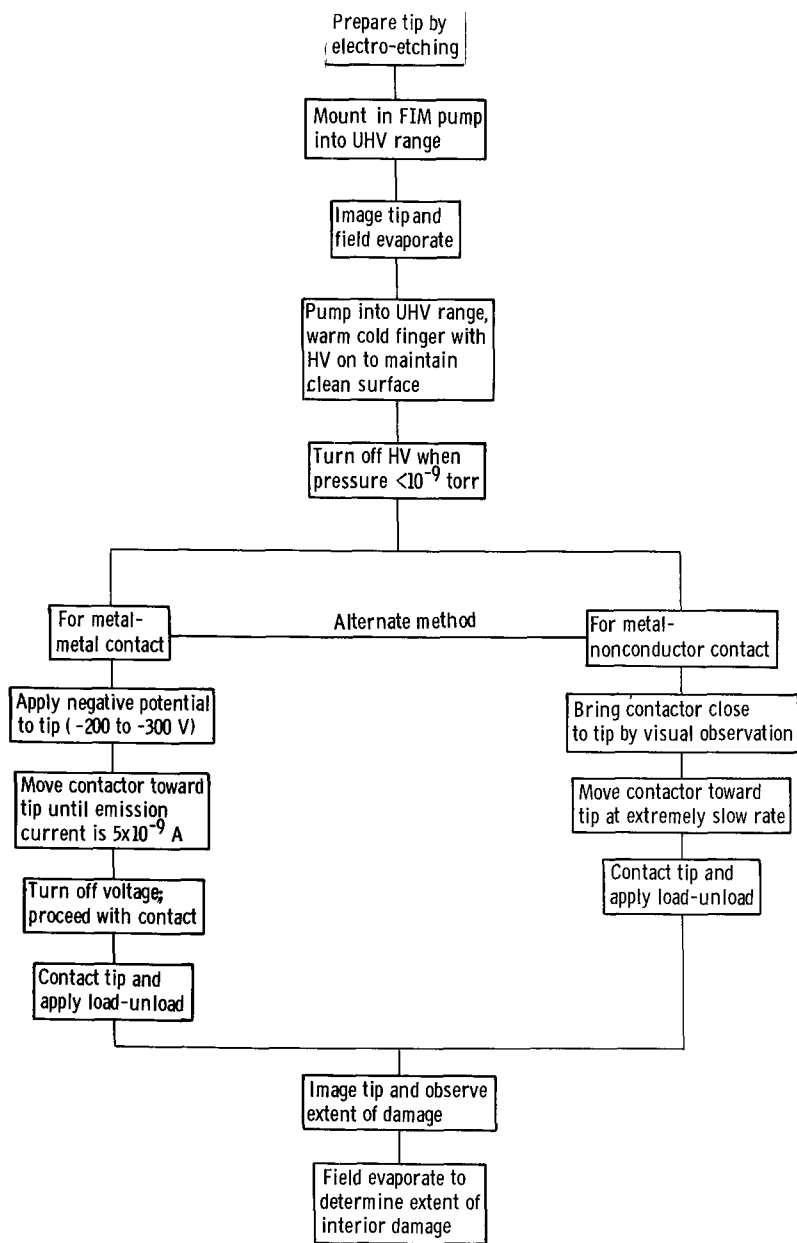 Prepare tip by
electro-etching
Mount in FIM pump
into UHV range
Image tip and
field evaporate
Pump into UHV range,
warm cold finger with
HV on to maintain
clean surface
Turn off HV when
pressure <10⁻⁹ torr
For metal-
metal contact
Alternate method
For metal-
nonconductor contact
Apply negative potential
to tip ( -200 to -300 V)
Move contactor toward
tip until emission
current is 5x10⁻⁹ A
Turn off voltage;
proceed with contact
Contact tip and
apply load-unload
Bring contactor close
to tip by visual observation
Move contactor toward
tip at extremely slow rate
Contact tip and
apply load-unload
Image tip and observe
extent of damage
Field evaporate to
determine extent of
interior damage